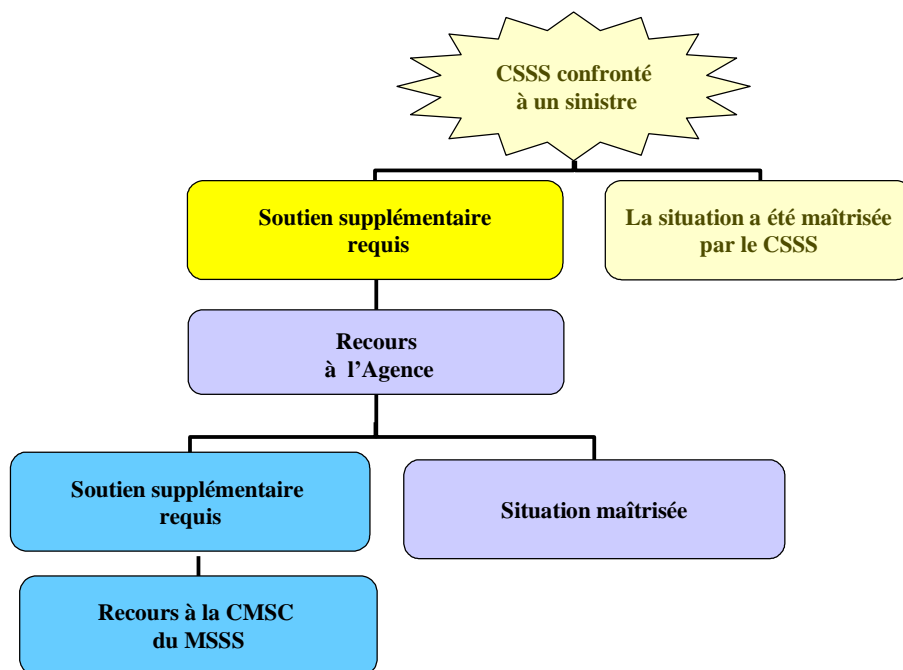 CSSS confronté
à un sinistre
Soutien supplémentaire
requis
La situation a été maîtrisée
par le CSSS
Recours
à l’Agence
Soutien supplémentaire
requis
Situation maîtrisée
Recours à la CMSC
du MSSS